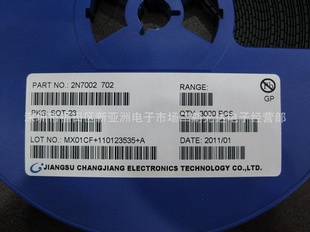 PART NO.: 2N7002 702
RANGE:
GP
PKG: SOT-23
QTY: 3000 PCS
LOT NO.: MX01CF+110123535+A
DATE: 2011/01
JIANGSU CHANGJIANG ELECTRONICS TECHNOLOGY CO.,LTD.